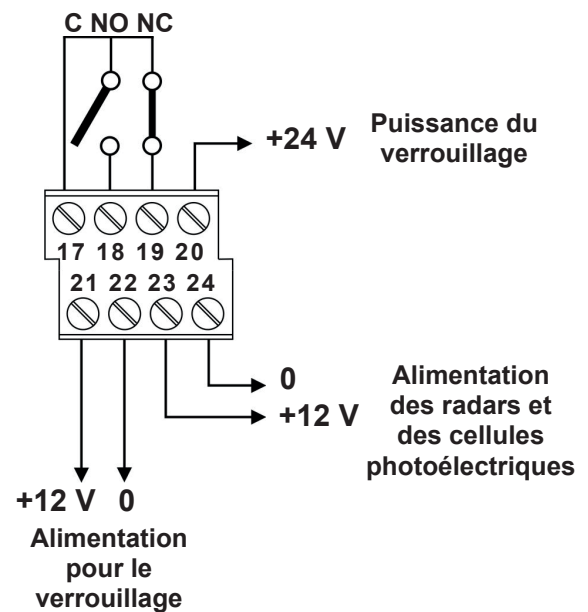 C NO NC
+24 V
Puissance du
verrouillage
17 18 19 20
21 22 23 24
0
+12 V
Alimentation
des radars et
des cellules
photoélectriques
+12 V 0
Alimentation
pour le
verrouillage